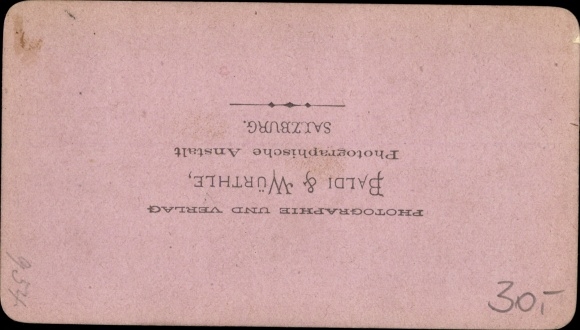 PHOTOGRAPHIE UND VERLAG
BALDI & WÜRTHLE,
Photographische Anstalt
SALZBURG.
30,-